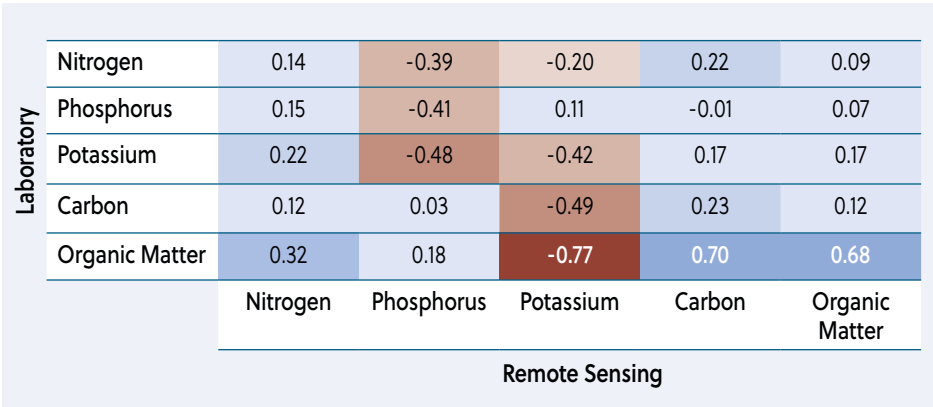 Laboratory
Nitrogen 0.14 -0.39 -0.20 0.22 0.09
Phosphorus 0.15 -0.41 0.11 -0.01 0.07
Potassium 0.22 -0.48 -0.42 0.17 0.17
Carbon 0.12 0.03 -0.49 0.23 0.12
Organic Matter 0.32 0.18 -0.77 0.70 0.68
Nitrogen Phosphorus Potassium Carbon Organic
Matter
Remote Sensing